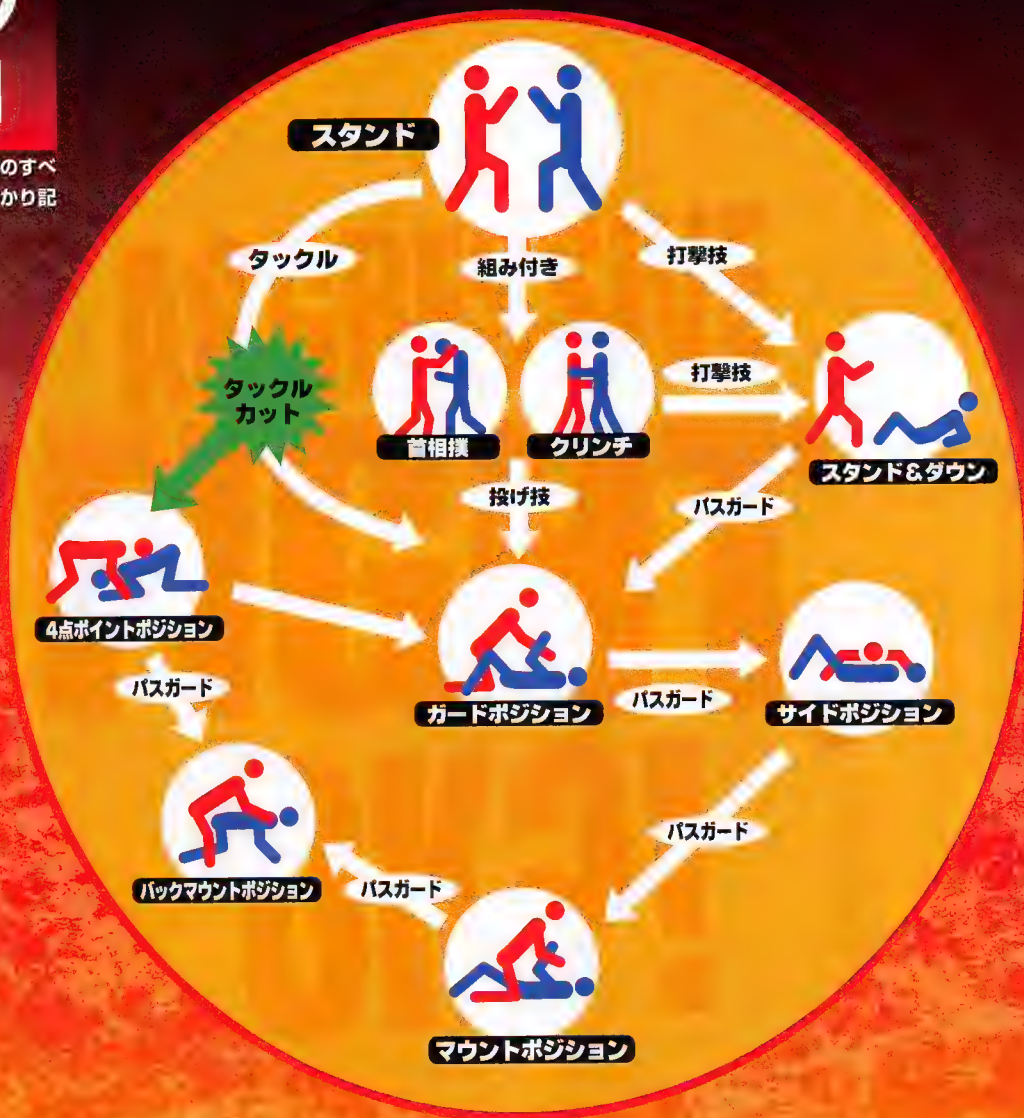 のすべ
かり記
スタンド
タックル
組み付き
打撃技
タックル
カット
打撃技
首相撲
クリンチ
スタンド&ダウン
投げ技
パスガード
4点ポイントポジション
パスガード
ガードポジション
パスガード
サイドポジション
パスガード
バックマウントポジション
パスガード
マウントポジション